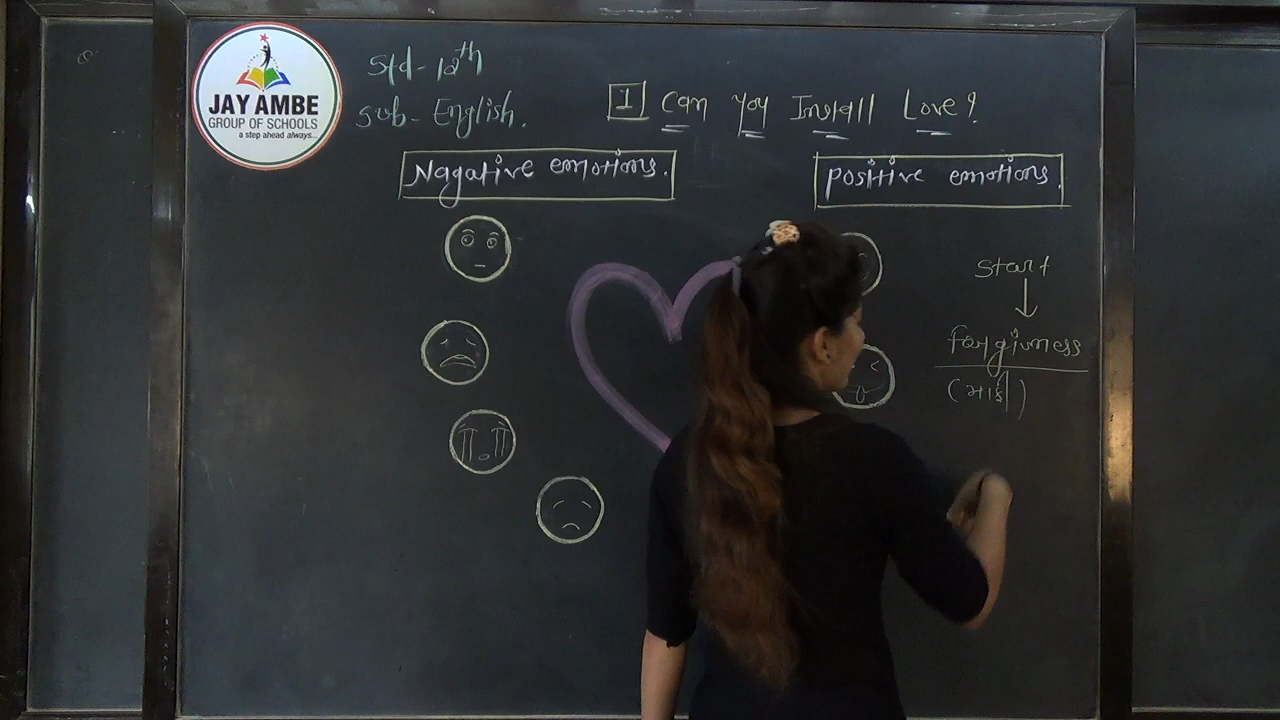 JAY AMBE
GROUP OF SCHOOLS
a step ahead always...
Std - 12th
Sub - English.
1 Can you Install Love?
Nagative emotions.
Positive emotions.
Start
forgivness
(માફી)